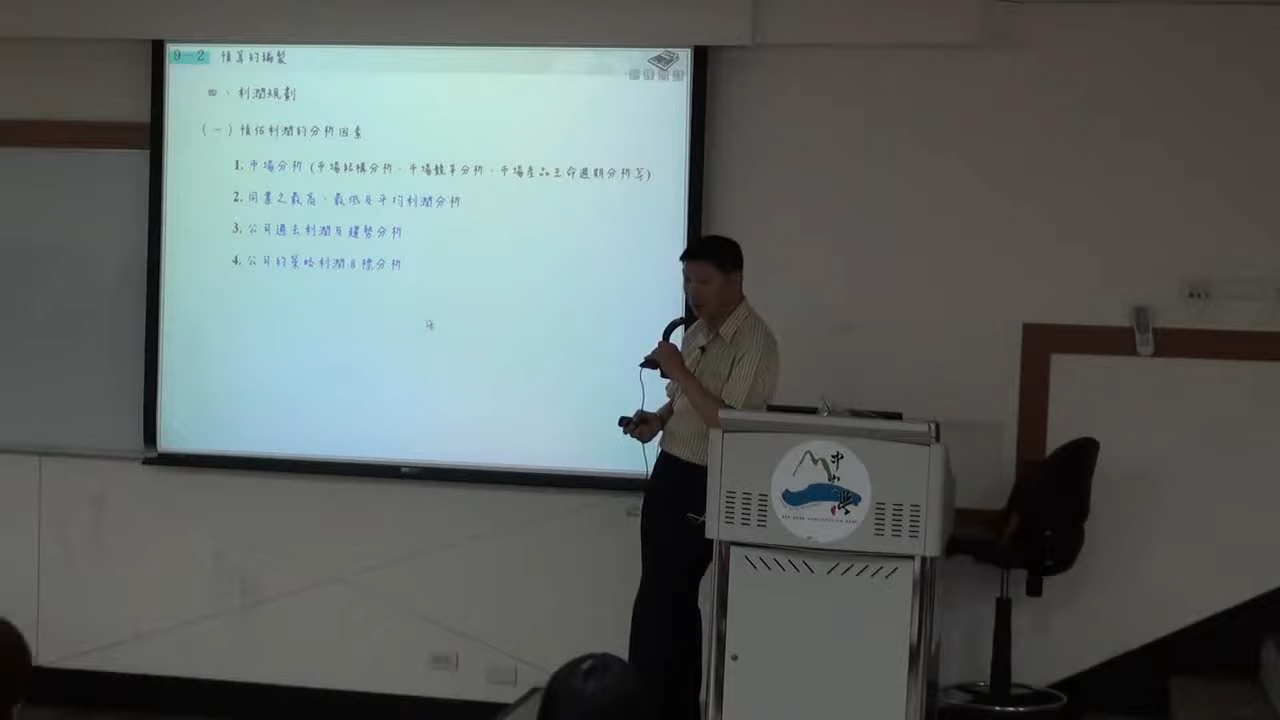 9-2 預算的編製
管理會計
四、利潤規劃
(一)預估利潤的分析因素
1. 市場分析 (市場結構分析、市場競爭分析、市場產品生命週期分析等)
2. 同業之最高、最低及平均利潤分析
3. 公司過去利潤及趨勢分析
4. 公司的策略利潤目標分析